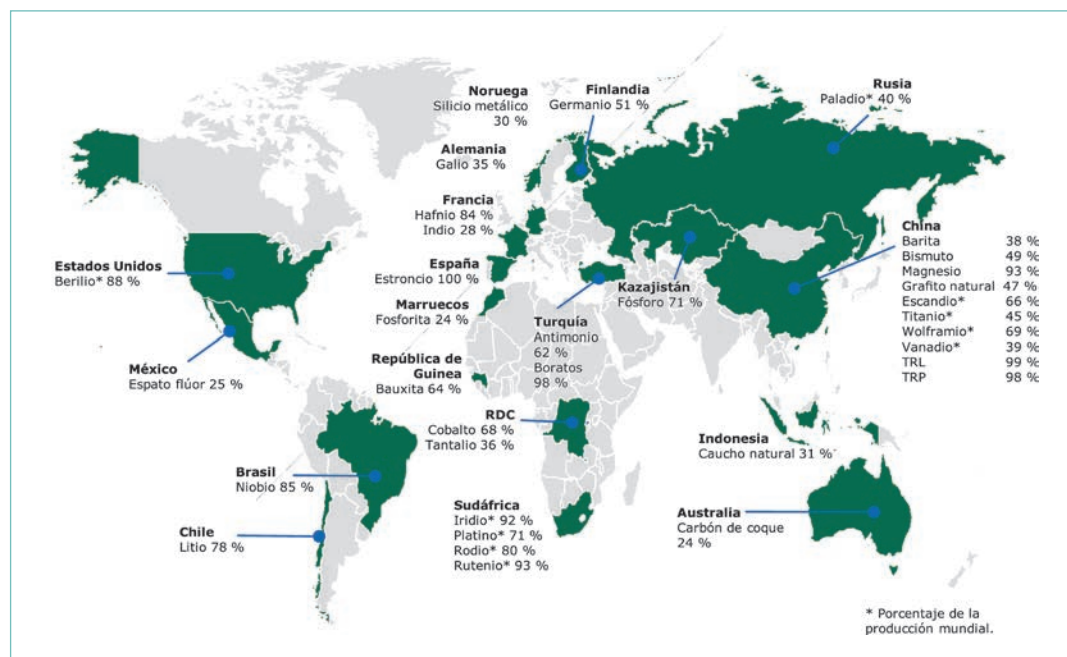 Noruega
Silicio metálico
30 %
Finlandia
Germanio 51 %
Rusia
Paladio* 40 %
Alemania
Galio 35 %
Francia
Hafnio 84 %
Indio 28 %
China
Barita 38 %
Bismuto 49 %
Magnesio 93 %
Grafito natural 47 %
Escandio* 66 %
Titanio* 45 %
Wolframio* 69 %
Vanadio* 39 %
TRL 99 %
TRP 98 %
Estados Unidos
Berilio* 88 %
España
Estroncio 100 %
Kazajistán
Fósforo 71 %
Marruecos
Fosforita 24 %
Turquía
Antimonio
62 %
Boratos
98 %
México
Espato flúor 25 %
República de
Guinea
Bauxita 64 %
RDC
Cobalto 68 %
Tantalio 36 %
Indonesia
Caucho natural 31 %
Brasil
Niobio 85 %
Sudáfrica
Iridio* 92 %
Platino* 71 %
Rodio* 80 %
Rutenio* 93 %
Australia
Carbón de coque
24 %
Chile
Litio 78 %
* Porcentaje de la
producción mundial.